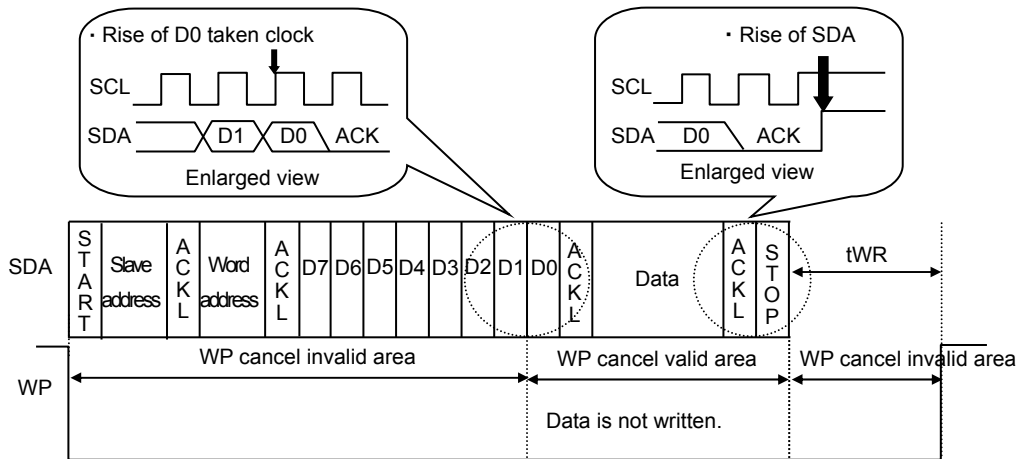 ・Rise of D0 taken clock
SCL
SDA D1 D0 ACK
Enlarged view
・Rise of SDA
SCL
SDA D0 ACK
Enlarged view
SDA
START
Slave address
ACKL
Word address
ACKL
D7 D6 D5 D4 D3 D2 D1 D0
ACKL
Data
ACKL
STOP
tWR
WP
WP cancel invalid area
WP cancel valid area
WP cancel invalid area
Data is not written.